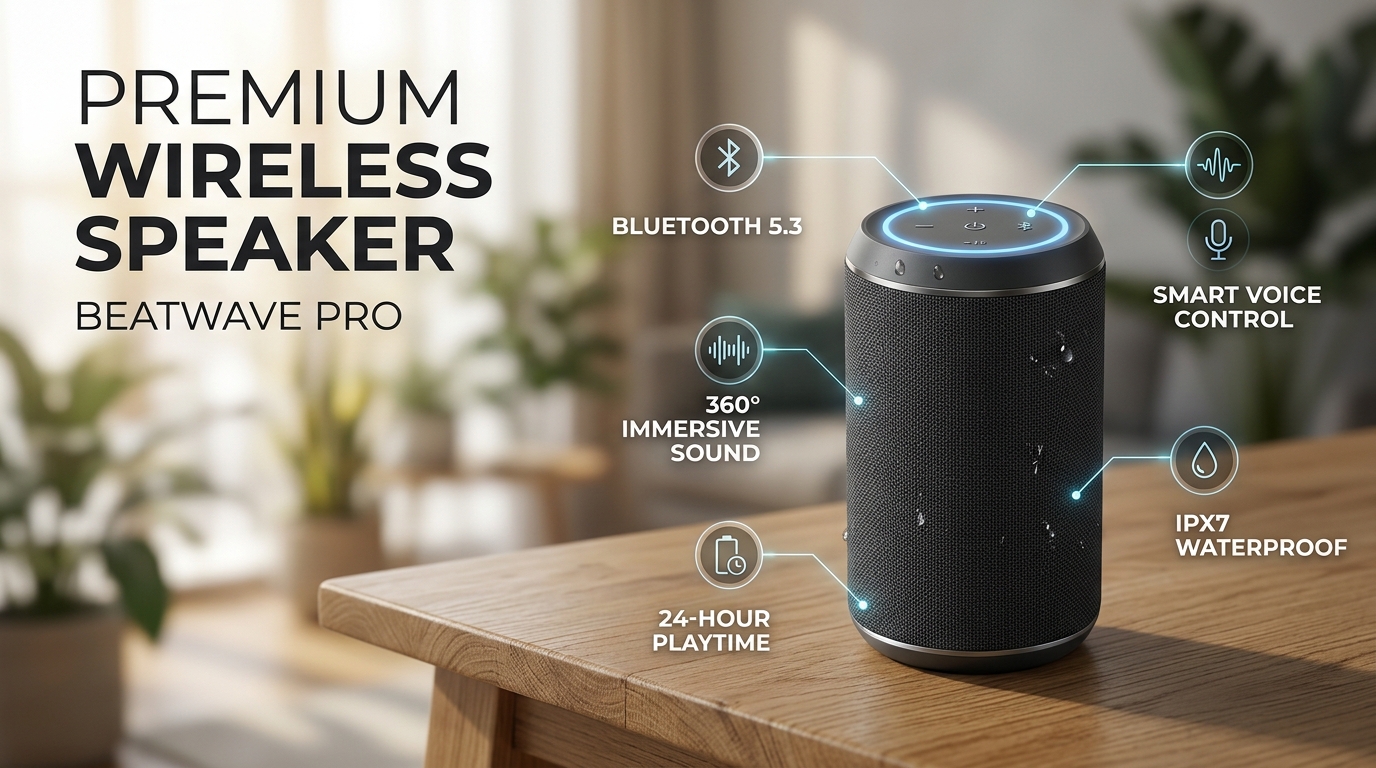 PREMIUM
WIRELESS
SPEAKER
BEATWAVE PRO
BLUETOOTH 5.3
360°
IMMERSIVE
SOUND
24-HOUR
PLAYTIME
SMART VOICE
CONTROL
IPX7
WATERPROOF